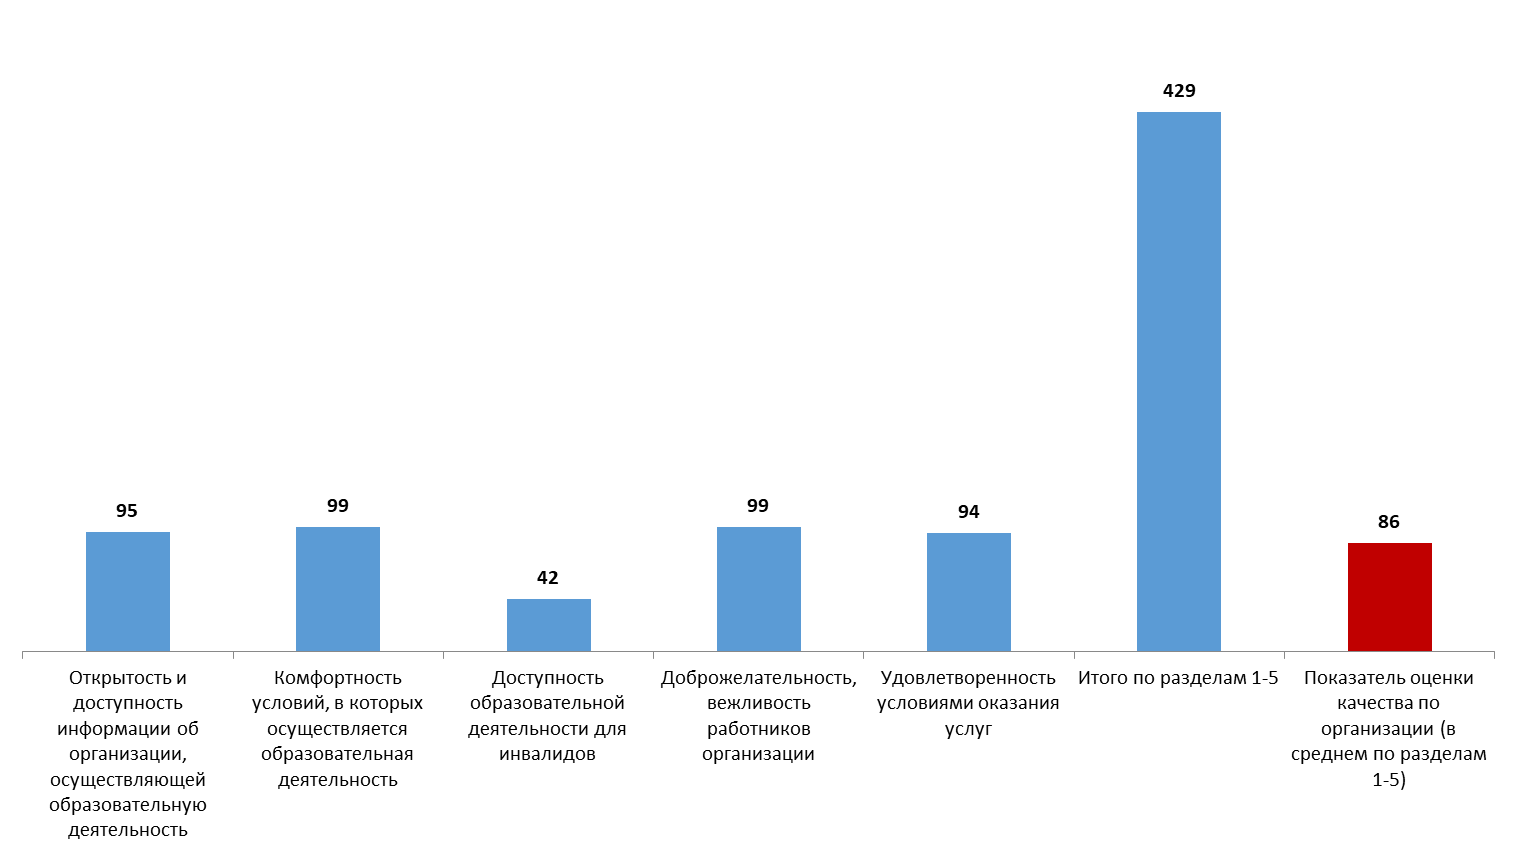 429
95
99
42
99
94
86
Открытость и
доступность
информации об
организации,
осуществляющей
образовательную
деятельность
Комфортность
условий, в которых
осуществляется
образовательная
деятельность
Доступность
образовательной
деятельности для
инвалидов
Доброжелательность,
вежливость
работников
организации
Удовлетворенность
условиями оказания
услуг
Итого по разделам 1-5
Показатель оценки
качества по
организации (в
среднем по разделам
1-5)